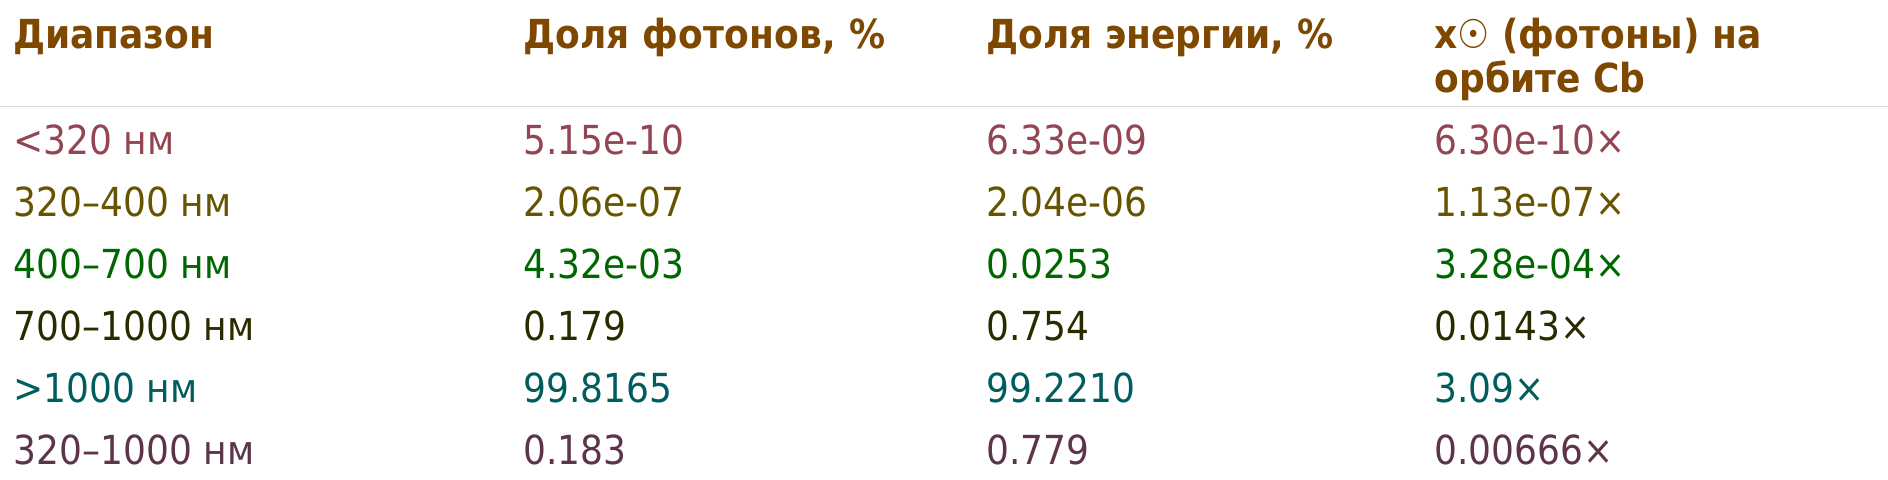 Диапазон Доля фотонов, % Доля энергии, % x☉ (фотоны) на
орбите Cb
<320 нм 5.15e-10 6.33e-09 6.30e-10×
320–400 нм 2.06e-07 2.04e-06 1.13e-07×
400–700 нм 4.32e-03 0.0253 3.28e-04×
700–1000 нм 0.179 0.754 0.0143×
>1000 нм 99.8165 99.2210 3.09×
320–1000 нм 0.183 0.779 0.00666×